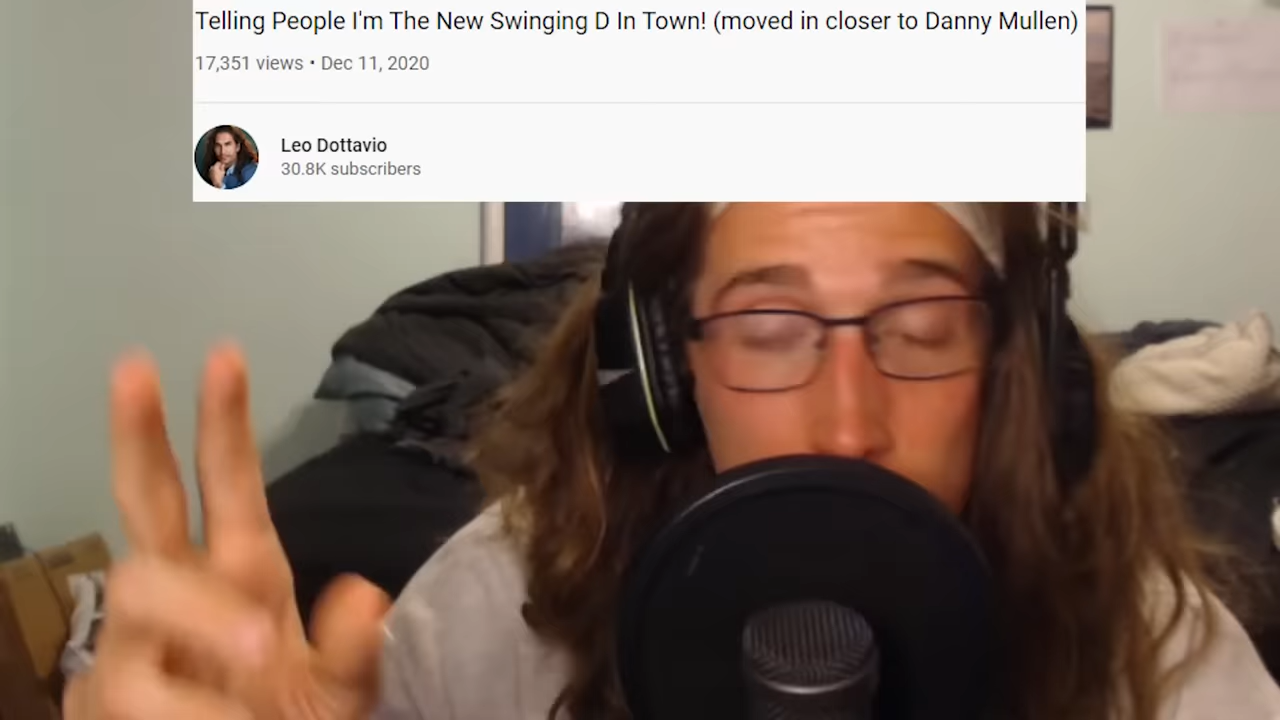 Telling People I'm The New Swinging D In Town! (moved in closer to Danny Mullen)
17,351 views • Dec 11, 2020
Leo Dottavio
30.8K subscribers